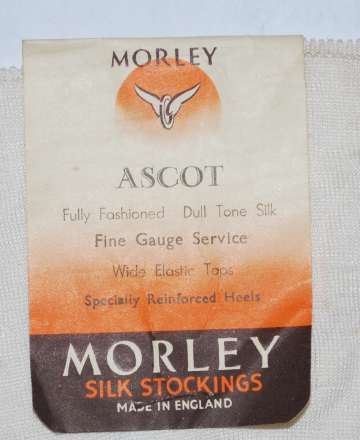 MORLEY
ASCOT
Fully Fashioned Dull Tone Silk
Fine Gauge Service
Wide Elastic Tops
Specially Reinforced Heels
MORLEY
SILK STOCKINGS
MADE IN ENGLAND